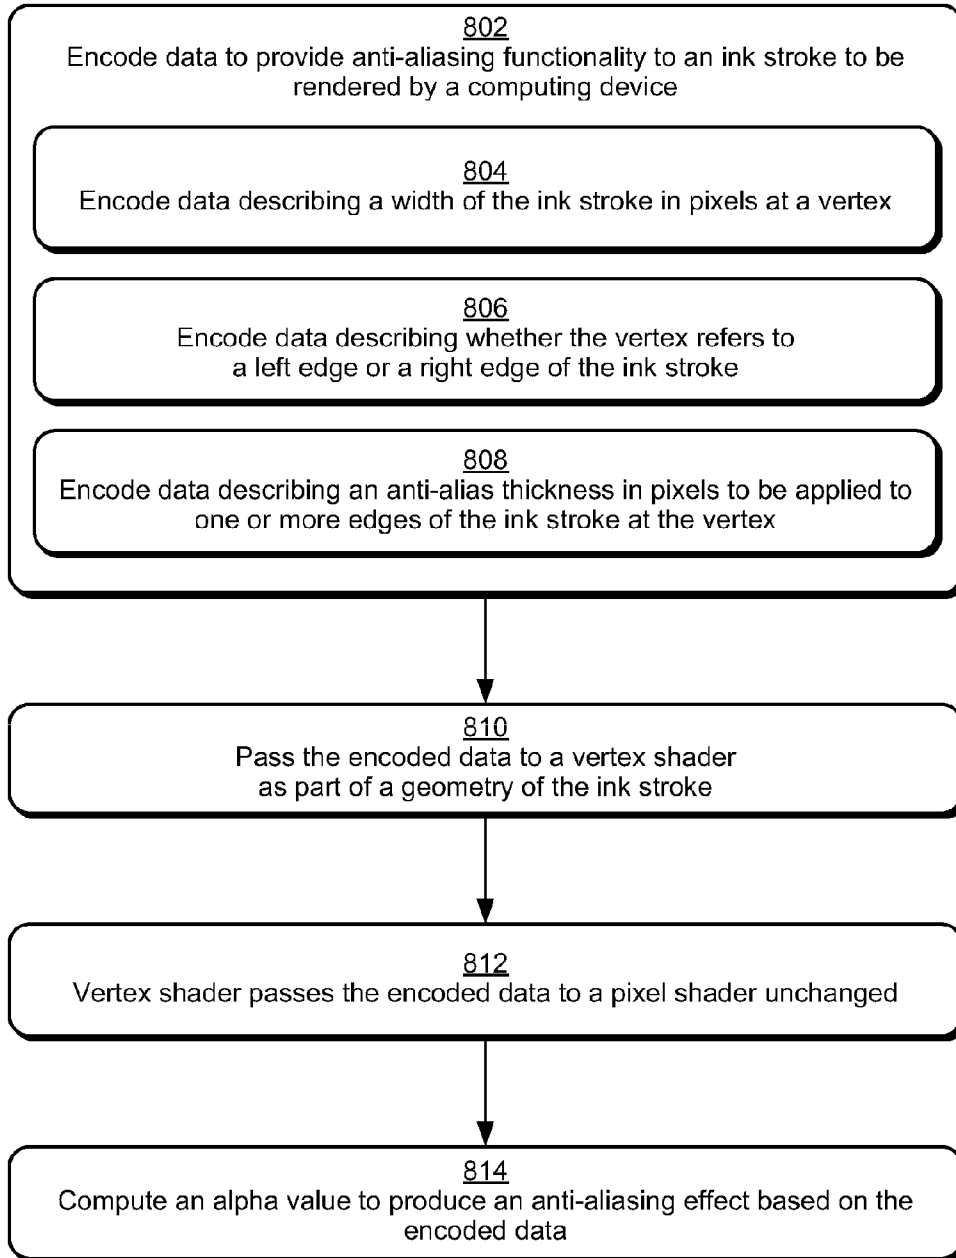 802
Encode data to provide anti-aliasing functionality to an ink stroke to be
rendered by a computing device
804
Encode data describing a width of the ink stroke in pixels at a vertex
806
Encode data describing whether the vertex refers to
a left edge or a right edge of the ink stroke
808
Encode data describing an anti-alias thickness in pixels to be applied to
one or more edges of the ink stroke at the vertex
810
Pass the encoded data to a vertex shader
as part of a geometry of the ink stroke
812
Vertex shader passes the encoded data to a pixel shader unchanged
814
Compute an alpha value to produce an anti-aliasing effect based on the
encoded data